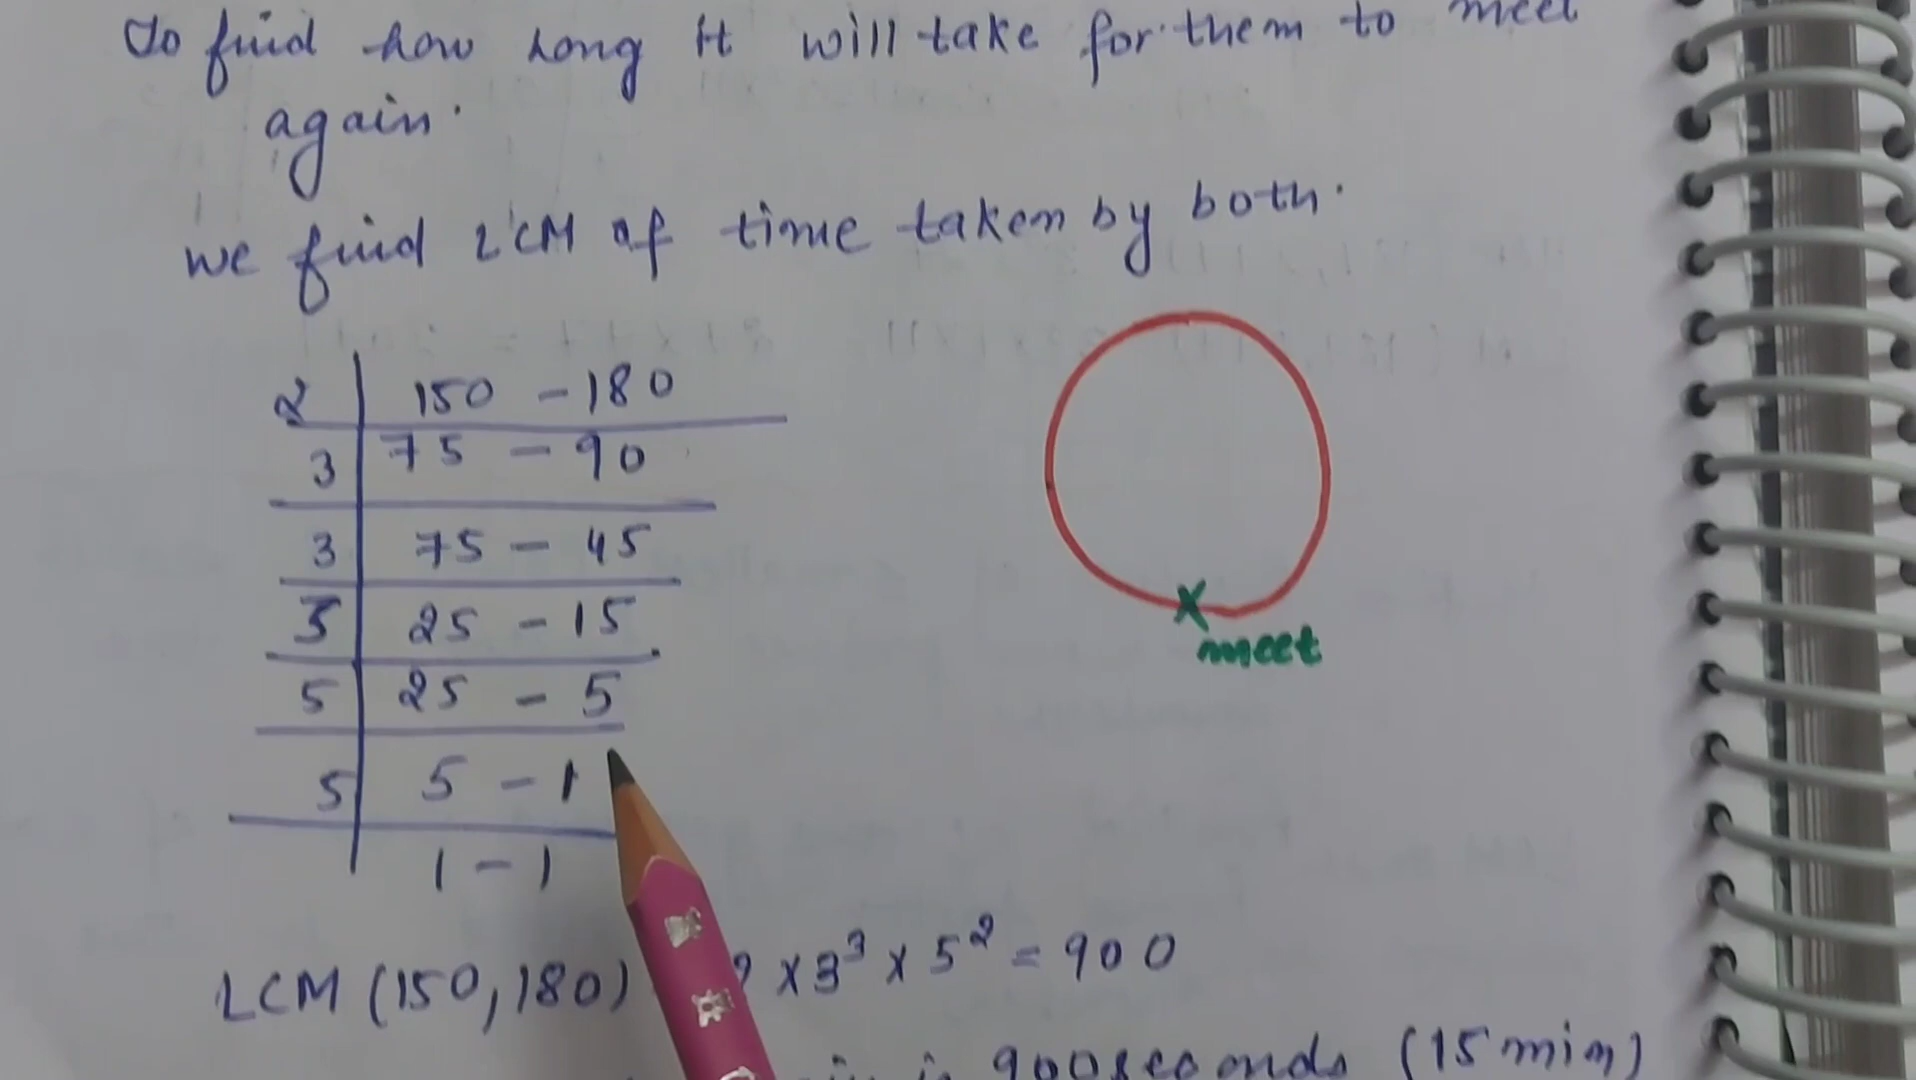 To find how long it will take for them to meet
again.
we find LCM of time taken by both.
2 | 150 - 180
3 | 75 - 90
3 | 75 - 45
3 | 25 - 15
5 | 25 - 5
5 | 5 - 1
1 - 1
meet
LCM (150, 180) 2 x 3³ x 5² = 900
is 900 seconds (15 min)